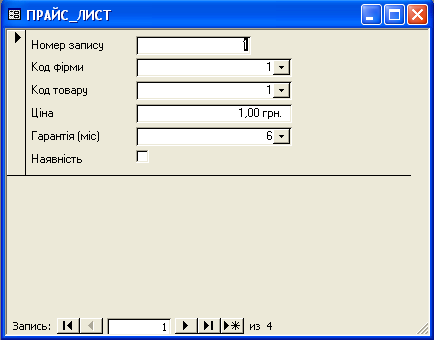 ПРАЙС_ЛИСТ
Номер запису 1
Код фірми 1
Код товару 1
Ціна 1,00 грн.
Гарантія (міс) 6
Наявність
Запись: 1 из 4